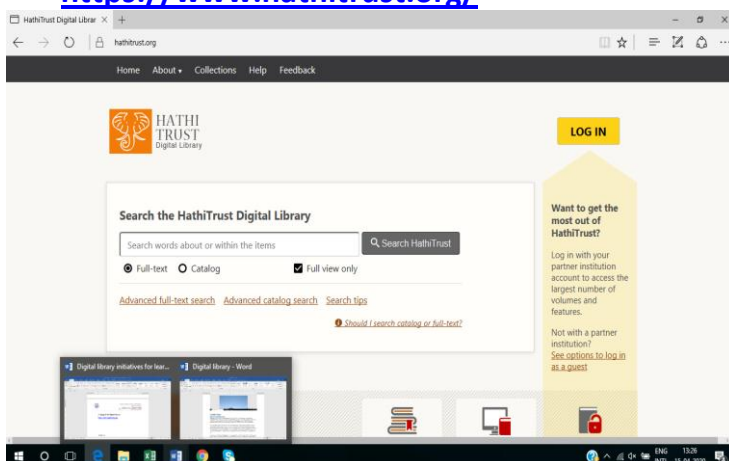 https://www.hathitrust.org/
HathiTrust Digital Librar
hathitrust.org
Home About Collections Help Feedback
HATHI
TRUST
Digital Library
LOG IN
Search the HathiTrust Digital Library
Search words about or within the items
Search HathiTrust
Full-text Catalog Full view only
Advanced full-text search Advanced catalog search Search tips
Should I search catalog or full-text?
Want to get the
most out of
HathiTrust?
Log in with your
partner institution
account to access the
largest number of
volumes and
features.
Not with a partner
institution?
See options to log in
as a guest
Digital library initiatives for lear... Digital library - Word
ENG 13:26
INTL 15-04-2020